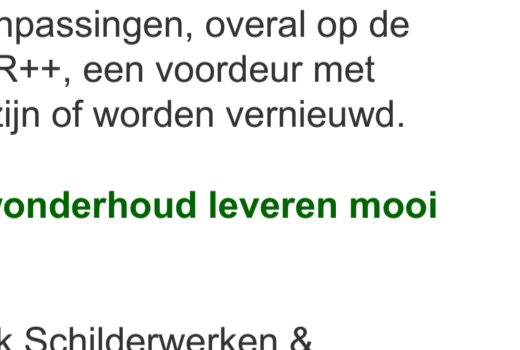 npassingen, overal op de
R++, een voordeur met
zijn of worden vernieuwd.
vonderhoud leveren mooi
k Schilderwerken &